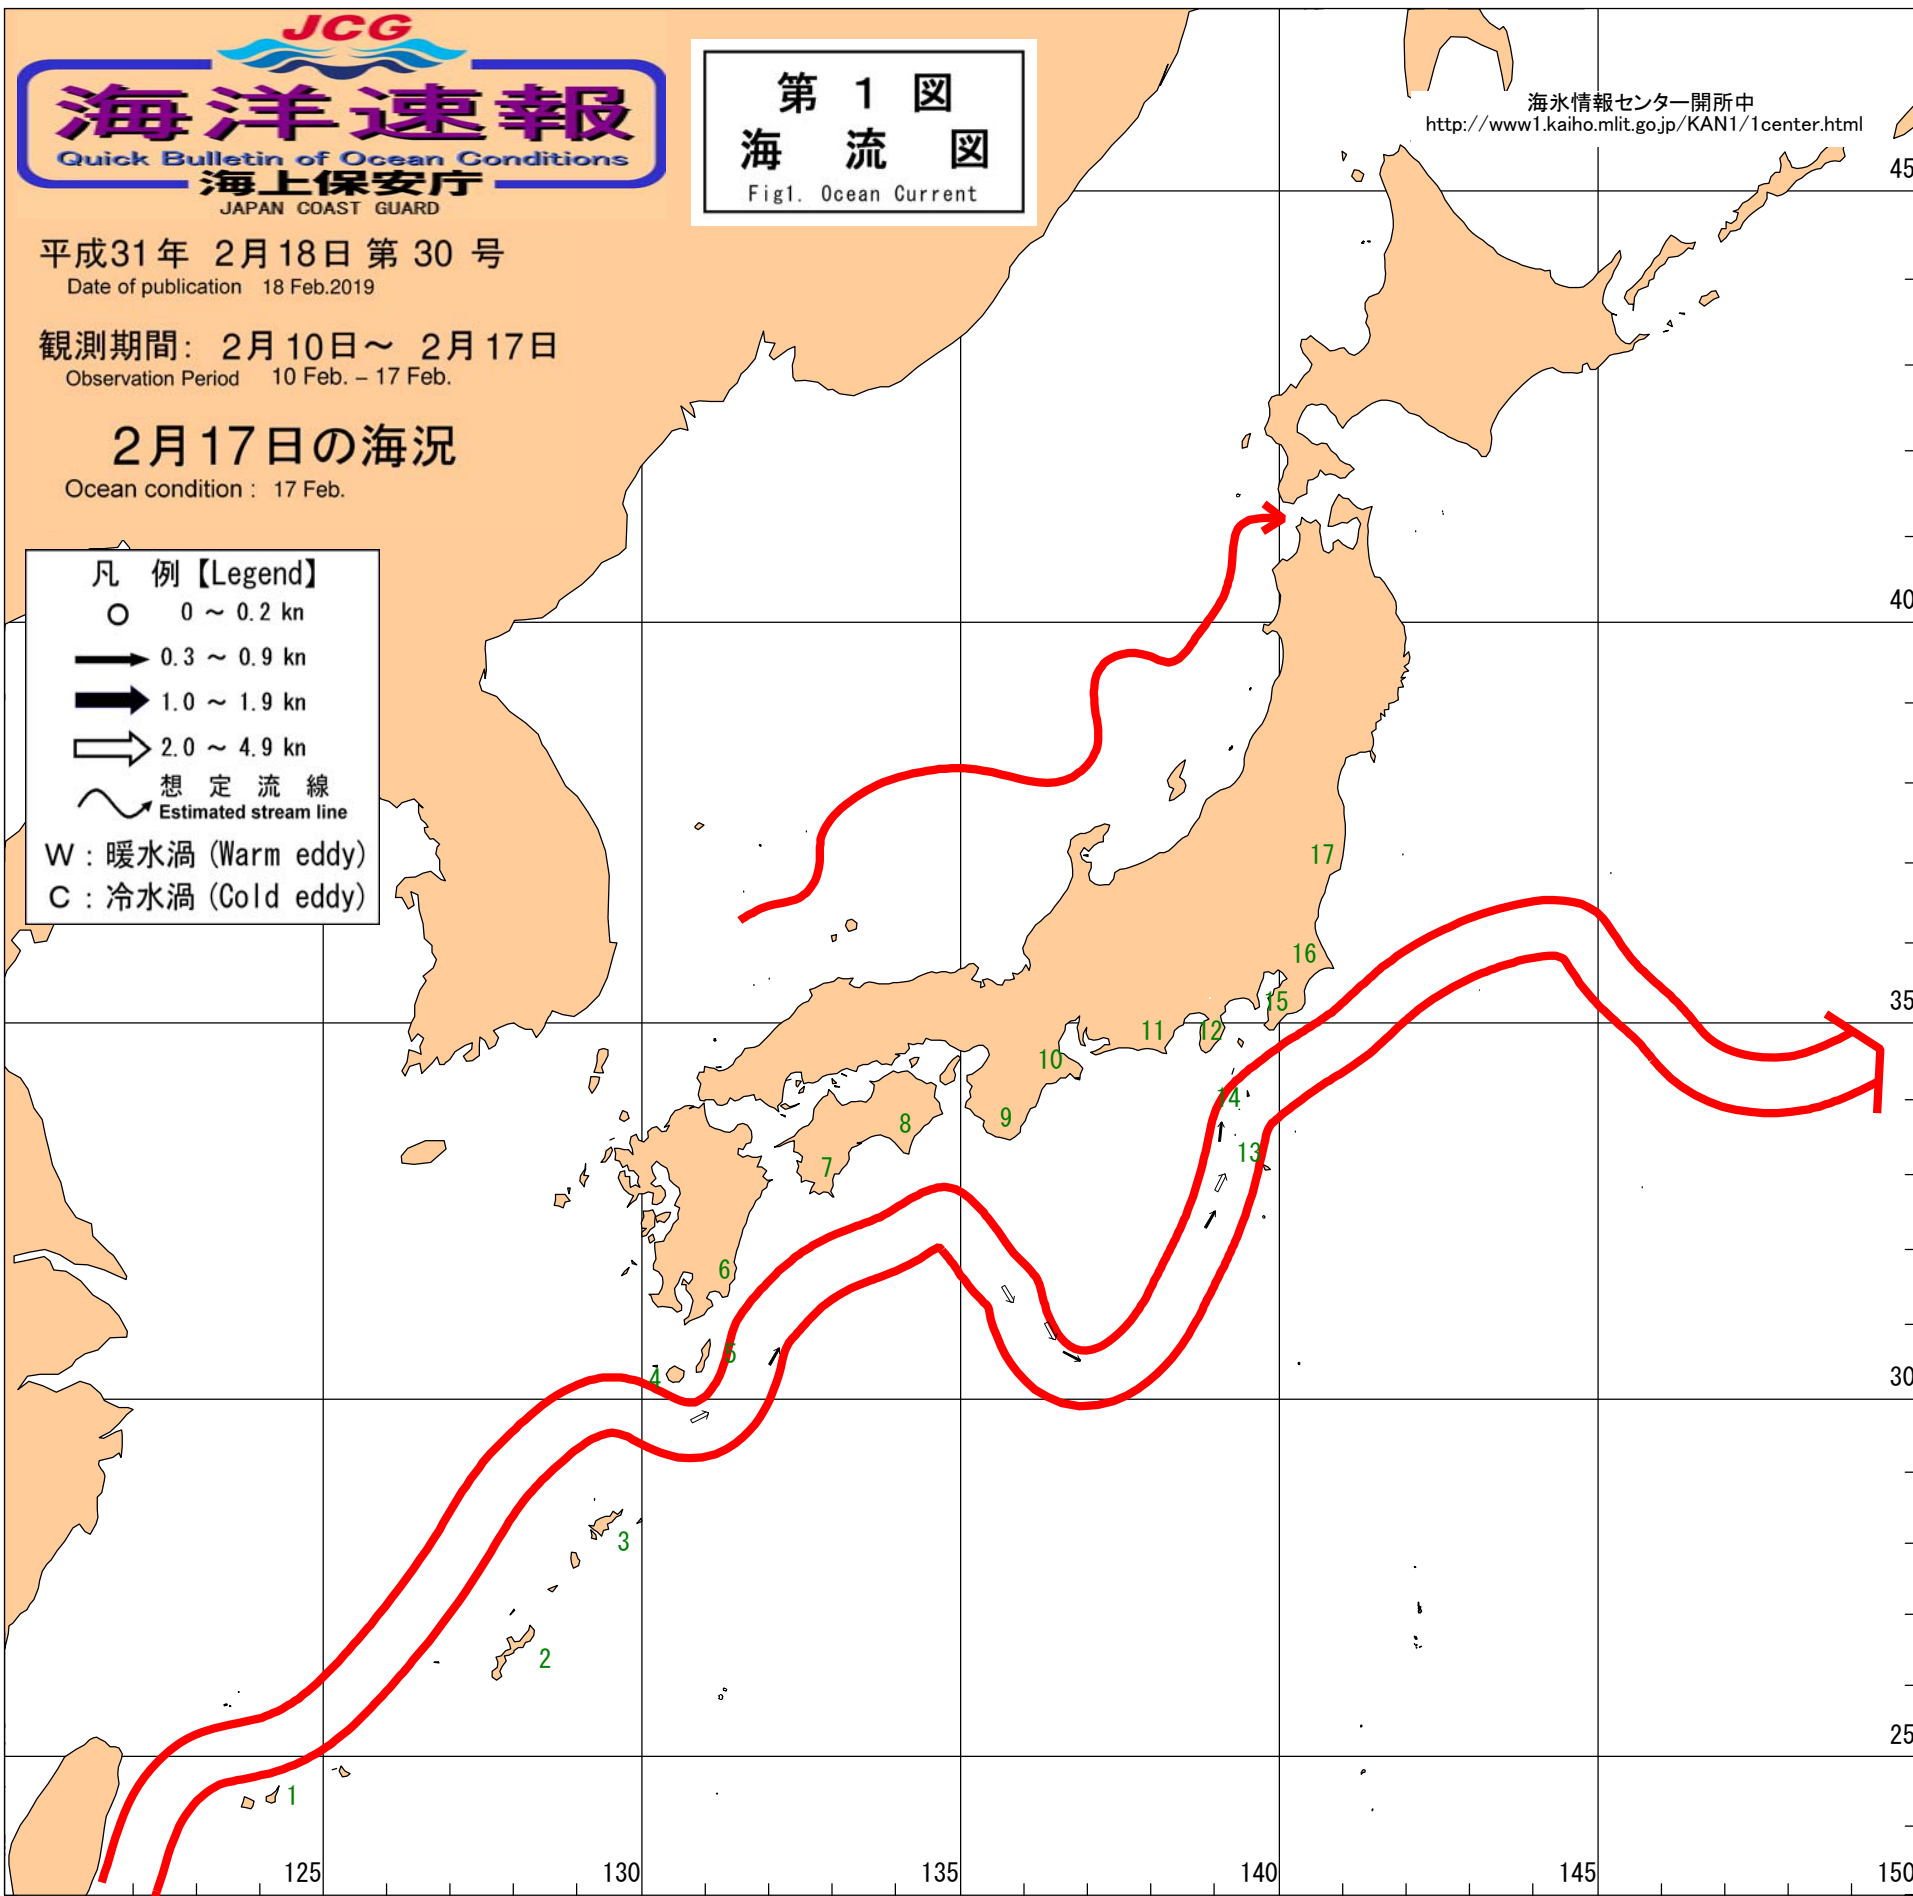 JCG
海洋速報
Quick Bulletin of Ocean Conditions
海上保安庁
JAPAN COAST GUARD
平成31年 2月18日 第 30 号
Date of publication 18 Feb.2019
観測期間: 2月10日～ 2月17日
Observation Period 10 Feb. – 17 Feb.
2月17日の海況
Ocean condition : 17 Feb.
第 1 図
海 流 図
Fig1. Ocean Current
海氷情報センター開所中
http://www1.kaiho.mlit.go.jp/KAN1/1center.html
凡 例【Legend】
0 ～ 0.2 kn
0.3 ～ 0.9 kn
1.0 ～ 1.9 kn
2.0 ～ 4.9 kn
想 定 流 線
Estimated stream line
W : 暖水渦 (Warm eddy)
C : 冷水渦 (Cold eddy)
45
40
17
16
35
15
11
12
10
14
9
8
13
7
6
5
4
30
3
2
25
1
125
130
135
140
145
150